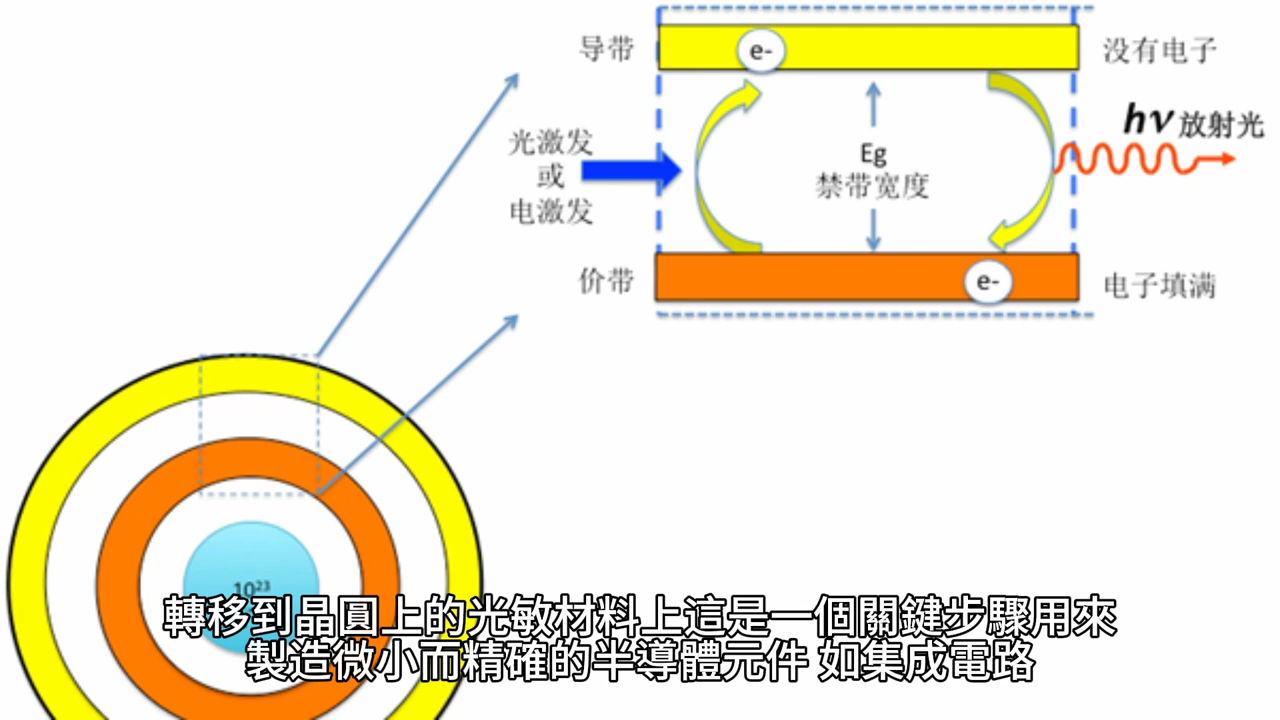 导带
e-
没有电子
hν 放射光
光激发
或
电激发
Eg
禁带宽度
价带
e-
电子填满
10²³
轉移到晶圓上的光敏材料上這是一個關鍵步驟用來
製造微小而精確的半導體元件 如集成電路